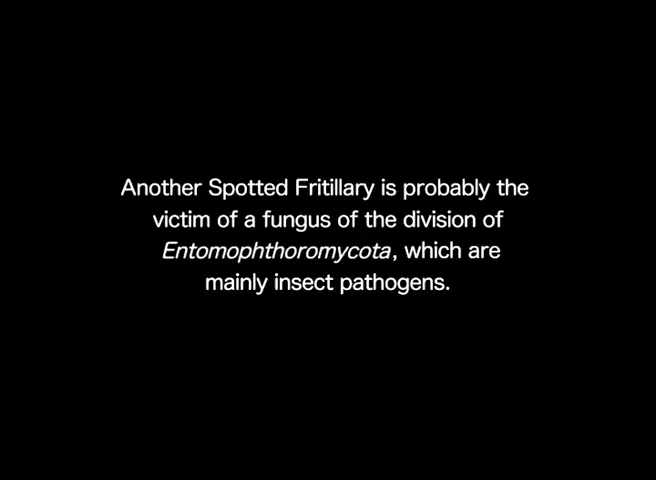 Another Spotted Fritillary is probably the
victim of a fungus of the division of
Entomophthoromycota, which are
mainly insect pathogens.